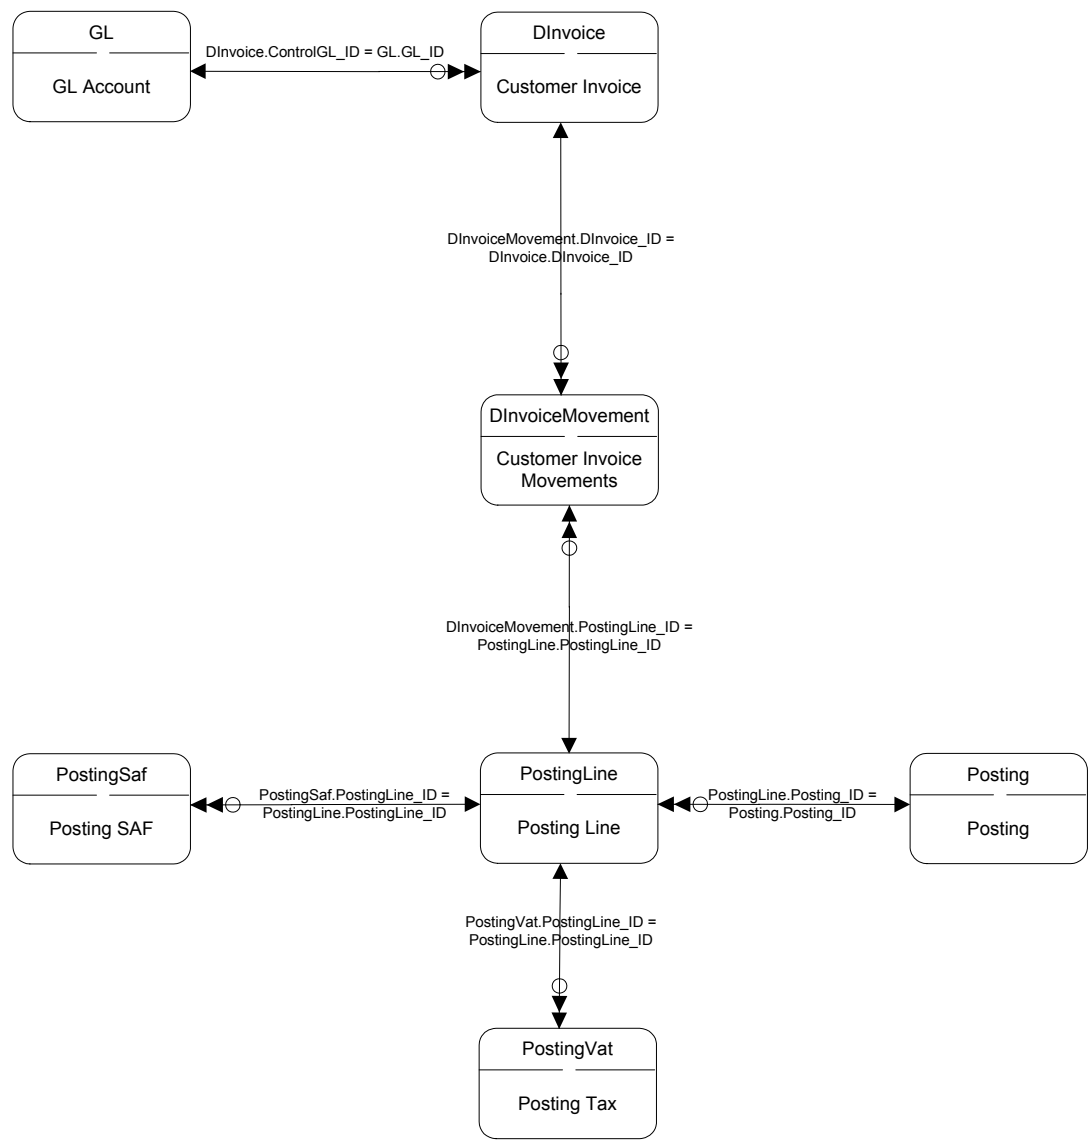 GL
GL Account
DInvoice.ControlGL_ID = GL.GL_ID
DInvoice
Customer Invoice
DInvoiceMovement.DInvoice_ID =
DInvoice.DInvoice_ID
DInvoiceMovement
Customer Invoice
Movements
DInvoiceMovement.PostingLine_ID =
PostingLine.PostingLine_ID
PostingSaf
Posting SAF
PostingSaf.PostingLine_ID =
PostingLine.PostingLine_ID
PostingLine
Posting Line
PostingLine.Posting_ID =
Posting.Posting_ID
Posting
Posting
PostingVat.PostingLine_ID =
PostingLine.PostingLine_ID
PostingVat
Posting Tax